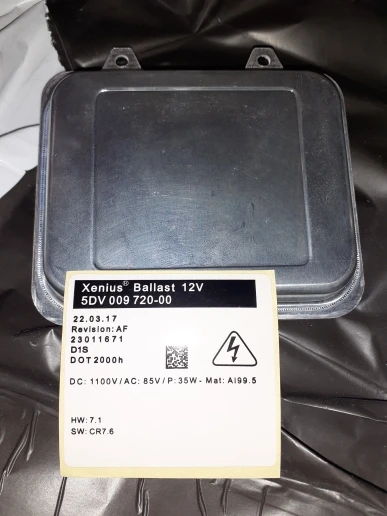 Xenius® Ballast 12V
5DV 009 720-00
22.03.17
Revision: AF
23011671
D1S
DOT 2000h
DC: 1100V / AC: 85V / P: 35W - Mat: Al99.5
HW: 7.1
SW: CR7.6